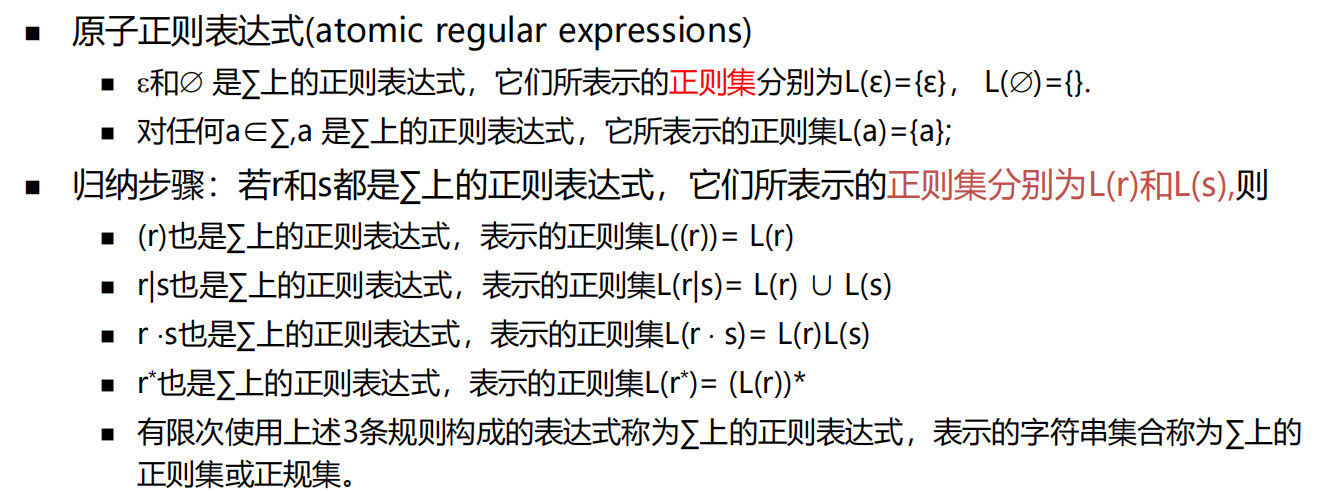 ▪ 原子正则表达式(atomic regular expressions)
▪ ε和∅ 是∑上的正则表达式，它们所表示的正则集分别为L(ε)={ε}， L(∅)={}.
▪ 对任何a∈∑,a 是∑上的正则表达式，它所表示的正则集L(a)={a};
▪ 归纳步骤：若r和s都是∑上的正则表达式，它们所表示的正则集分别为L(r)和L(s),则
▪ (r)也是∑上的正则表达式，表示的正则集L((r))= L(r)
▪ r|s也是∑上的正则表达式，表示的正则集L(r|s)= L(r) ∪ L(s)
▪ r ·s也是∑上的正则表达式，表示的正则集L(r · s)= L(r)L(s)
▪ r*也是∑上的正则表达式，表示的正则集L(r*)= (L(r))*
▪ 有限次使用上述3条规则构成的表达式称为∑上的正则表达式，表示的字符串集合称为∑上的
正则集或正规集。